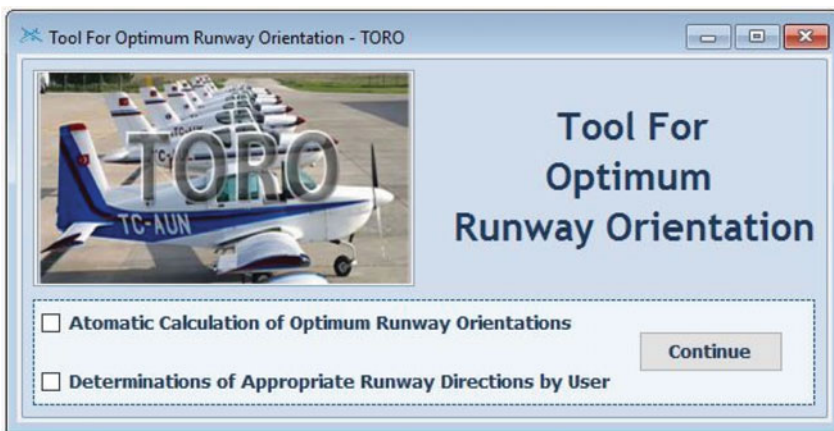 Tool For Optimum Runway Orientation - TORO
TORO
TC-AUN
Tool For
Optimum
Runway Orientation
Atomatic Calculation of Optimum Runway Orientations
Continue
Determinations of Appropriate Runway Directions by User